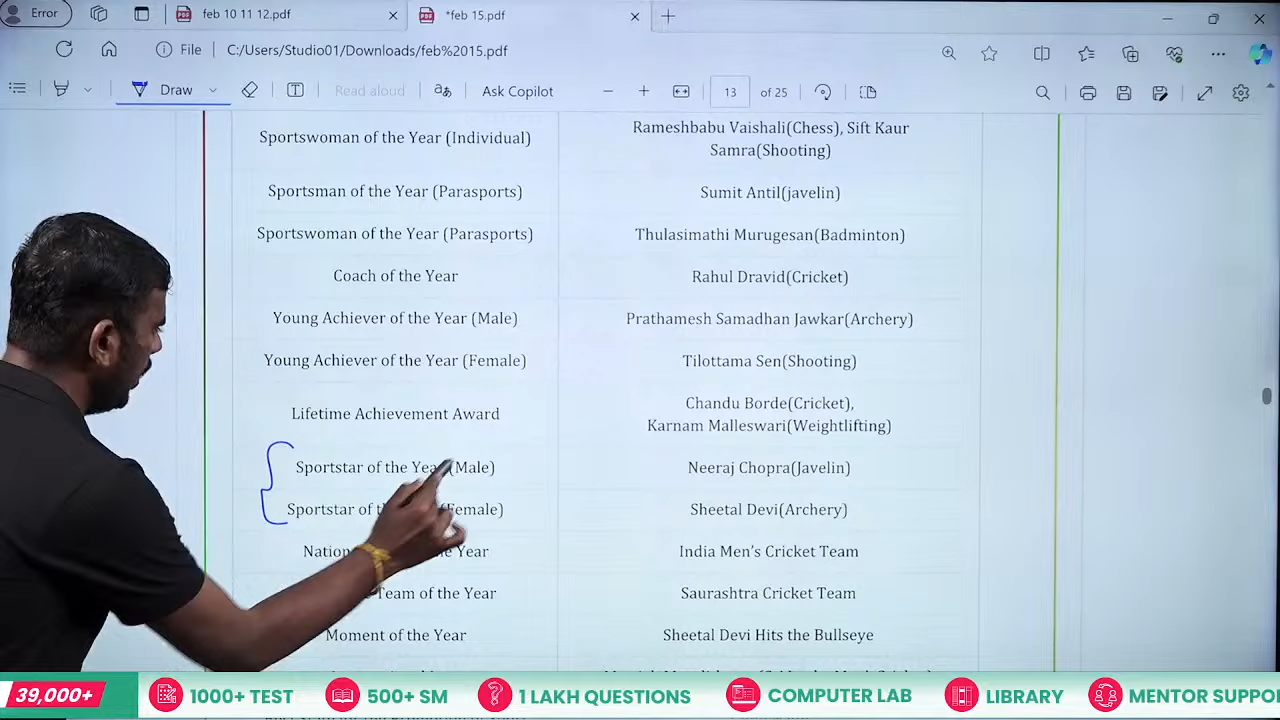 Error
feb 10 11 12.pdf
*feb 15.pdf
File
C:/Users/Studio01/Downloads/feb%2015.pdf
Draw
Read aloud
Ask Copilot
13 of 25
Sportswoman of the Year (Individual)
Rameshbabu Vaishali(Chess), Sift Kaur
Samra(Shooting)
Sportsman of the Year (Parasports)
Sumit Antil(javelin)
Sportswoman of the Year (Parasports)
Thulasimathi Murugesan(Badminton)
Coach of the Year
Rahul Dravid(Cricket)
Young Achiever of the Year (Male)
Prathamesh Samadhan Jawkar(Archery)
Young Achiever of the Year (Female)
Tilottama Sen(Shooting)
Lifetime Achievement Award
Chandu Borde(Cricket),
Karnam Malleswari(Weightlifting)
Sportstar of the Year (Male)
Neeraj Chopra(Javelin)
Sportstar of (Female)
Sheetal Devi(Archery)
Year
India Men's Cricket Team
Team of the Year
Saurashtra Cricket Team
Moment of the Year
Sheetal Devi Hits the Bullseye
39,000+
1000+ TEST
500+ SM
1 LAKH QUESTIONS
COMPUTER LAB
LIBRARY
MENTOR SUPPO